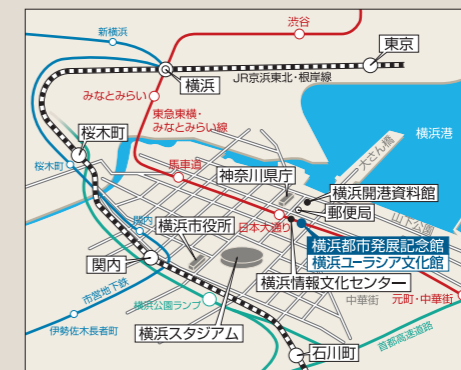 渋谷
新横浜
東京
横浜
JR京浜東北・根岸線
みなとみらい
東急東横・
みなとみらい線
横浜港
桜木町
大さん橋
馬車道
神奈川県庁
桜木町
横浜開港資料館
郵便局
山下公園
日本大通り
関内
横浜市役所
横浜都市発展記念館
横浜ユーラシア文化館
関内
横浜情報文化センター
市営地下鉄
中華街
元町・中華街
横浜公園ランプ
伊勢佐木長者町
横浜スタジアム
首都高速道路
石川町